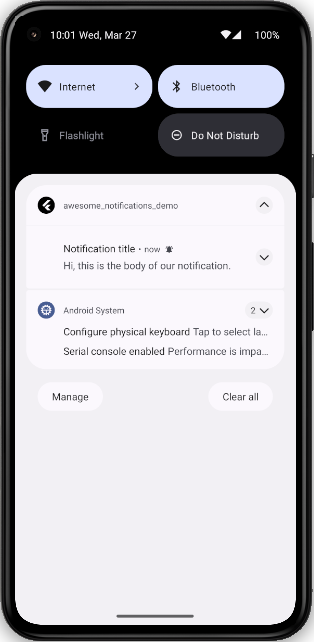 10:01 Wed, Mar 27 100%
Internet Bluetooth
Flashlight Do Not Disturb
awesome_notifications_demo
Notification title • now
Hi, this is the body of our notification.
Android System 2
Configure physical keyboard Tap to select la...
Serial console enabled Performance is impa...
Manage Clear all